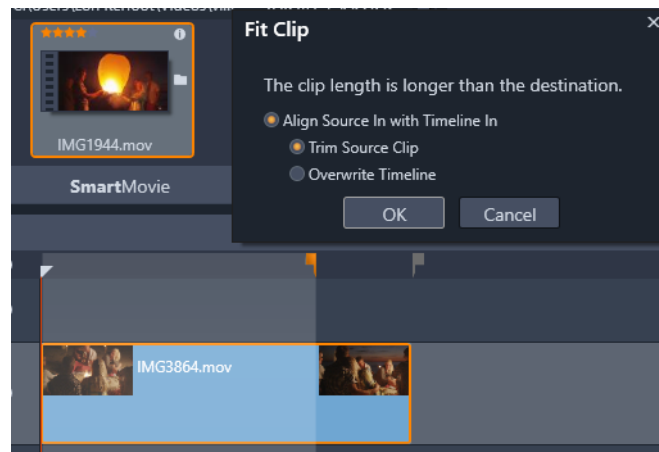 Fit Clip
The clip length is longer than the destination.
Align Source In with Timeline In
Trim Source Clip
Overwrite Timeline
OK Cancel
IMG1944.mov
SmartMovie
IMG3864.mov